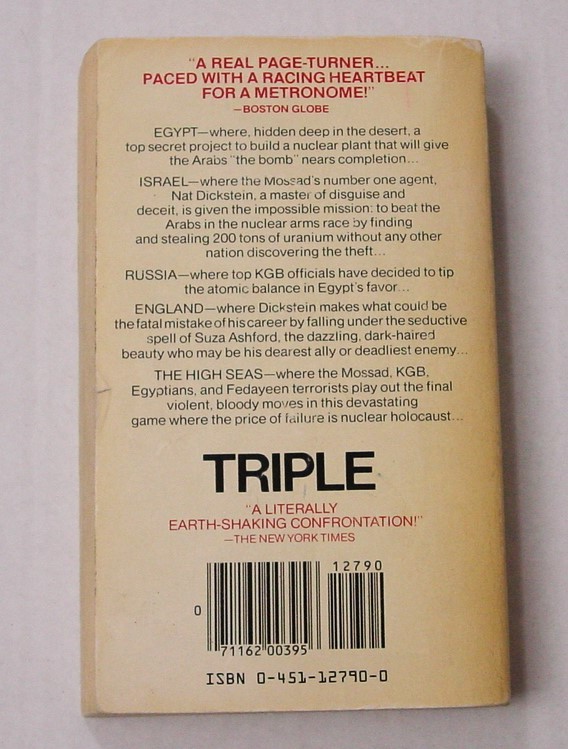 "A REAL PAGE-TURNER...
PACED WITH A RACING HEARTBEAT
FOR A METRONOME!"
—BOSTON GLOBE
EGYPT—where, hidden deep in the desert, a
top secret project to build a nuclear plant that will give
the Arabs "the bomb" nears completion...
ISRAEL—where the Mossad's number one agent,
Nat Dickstein, a master of disguise and
deceit, is given the impossible mission: to beat the
Arabs in the nuclear arms race by finding
and stealing 200 tons of uranium without any other
nation discovering the theft...
RUSSIA—where top KGB officials have decided to tip
the atomic balance in Egypt's favor...
ENGLAND—where Dickstein makes what could be
the fatal mistake of his career by falling under the seductive
spell of Suza Ashford, the dazzling, dark-haired
beauty who may be his dearest ally or deadliest enemy...
THE HIGH SEAS—where the Mossad, KGB,
Egyptians, and Fedayeen terrorists play out the final
violent, bloody moves in this devastating
game where the price of failure is nuclear holocaust...
TRIPLE
"A LITERALLY
EARTH-SHAKING CONFRONTATION!"
—THE NEW YORK TIMES
12790
0
71162 00395
ISBN 0-451-12790-0